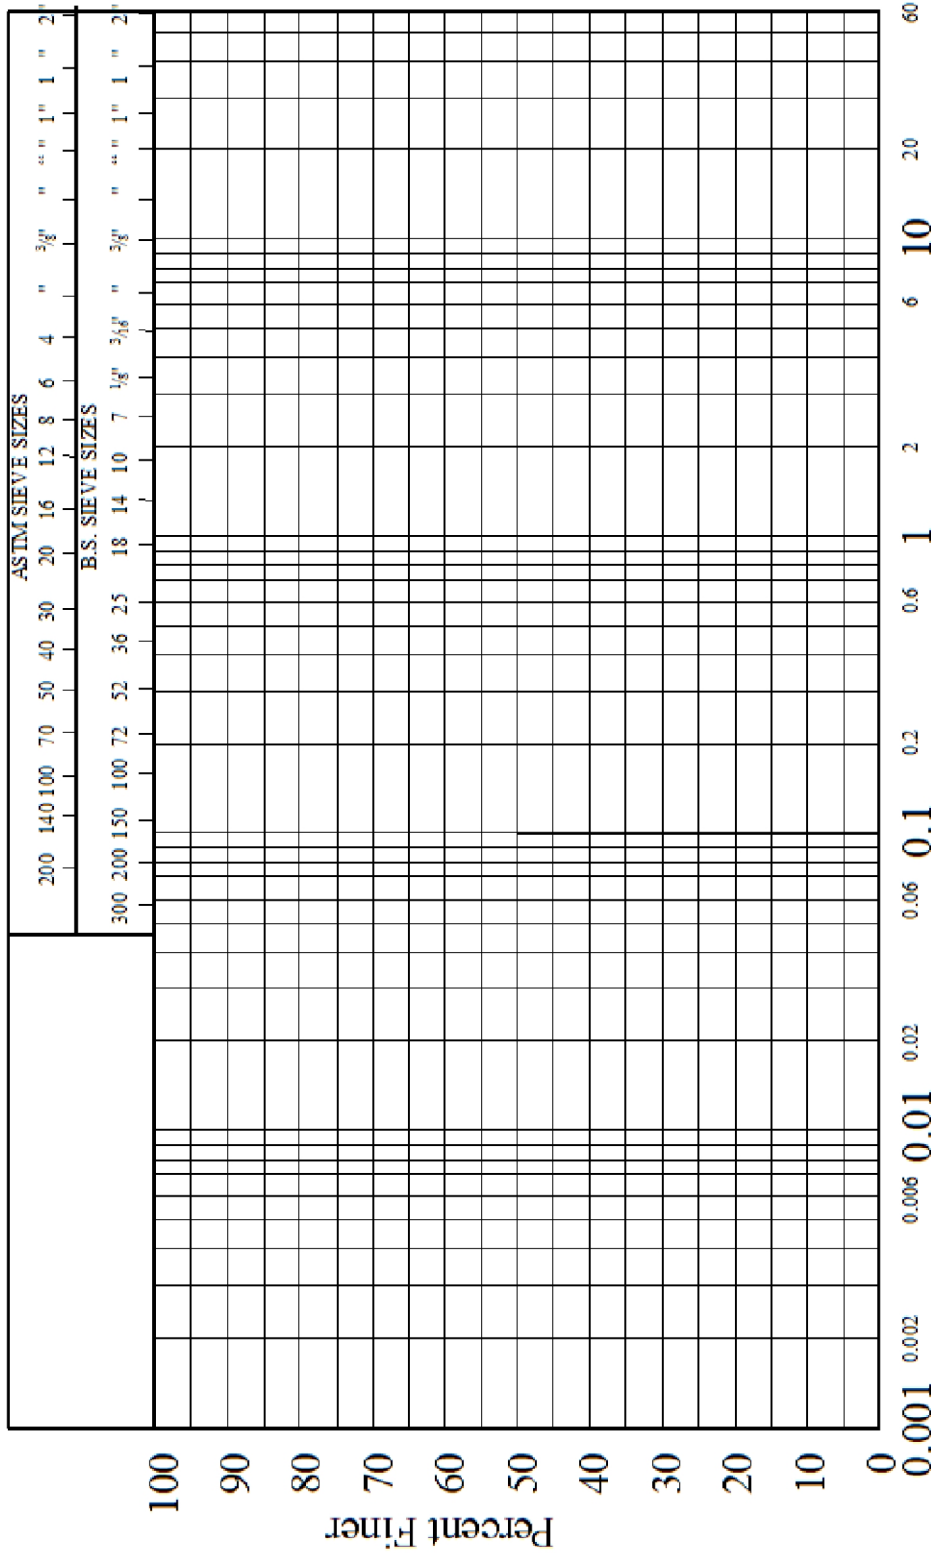 ASTM SIEVE SIZES
200 140 100 70 50 40 30 20 16 12 8 6 4 " 3/8" " " 1" 1 " 2"
B.S. SIEVE SIZES
300 200 150 100 72 52 36 25 18 14 10 7 1/8" 3/16" " 3/8" " " 1" 1 " 2"
Percent Finer
100
90
80
70
60
50
40
30
20
10
0
0.001 0.002 0.006 0.01 0.02 0.06 0.1 0.2 0.6 1 2 6 10 20 60